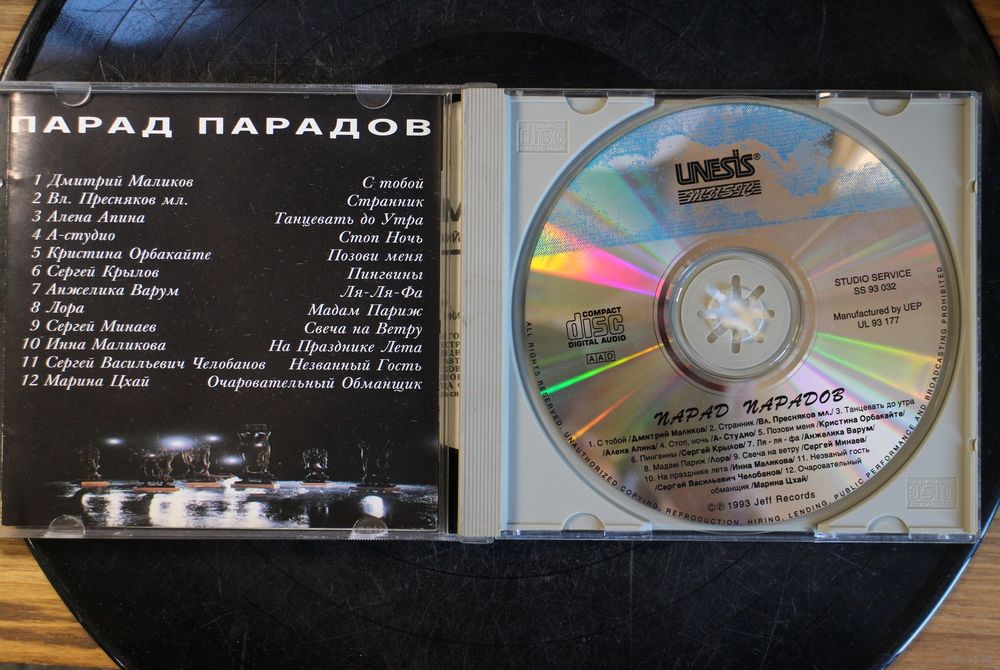 ПАРАД ПАРАДОВ
1 Дмитрий Маликов С тобой
2 Вл. Пресняков мл. Странник
3 Алена Апина Танцевать до Утра
4 А-студио Стоп Ночь
5 Кристина Орбакайте Позови меня
6 Сергей Крылов Пингвины
7 Анжелика Варум Ля-Ля-Фа
8 Лора Мадам Париж
9 Сергей Минаев Свеча на Ветру
10 Инна Маликова На Празднике Лета
11 Сергей Васильевич Челобанов Незванный Гость
12 Марина Цхай Очаровательный Обманщик
UNESIS®
MUSIC
STUDIO SERVICE
SS 93 032
Manufactured by UEP
UL 93 177
COMPACT
disc
DIGITAL AUDIO
AAD
ПАРАД ПАРАДОВ
1. С тобой /Дмитрий Маликов/ 2. Странник/Вл. Пресняков мл./ 3. Танцевать до утра
/Алена Апина/ 4. Стоп, ночь/ А- Студио/ 5. Позови меня /Кристина Орбакайте/
6. Пингвины /Сергей Крылов/ 7. Ля - ля - фа /Анжелика Варум/
8. Мадам Париж /Лора/ 9. Свеча на ветру /Сергей Минаев/
10. На празднике лета /Инна Маликова/ 11. Незваный гость
/Сергей Васильевич Челобанов/ 12. Очаровательный
обманщик /Марина Цхай/
©℗ 1993 Jeff Records
ALL RIGHTS RESERVED. UNAUTHORIZED COPYING, REPRODUCTION, HIRING, LENDING, PUBLIC PERFORMANCE AND BROADCASTING PROHIBITED